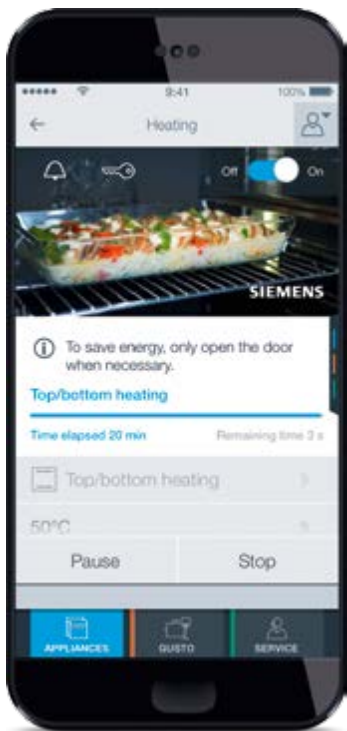 9:41
100%
Heating
Off
On
SIEMENS
To save energy, only open the door
when necessary.
Top/bottom heating
Time elapsed 20 min
Remaining time 3 s
Top/bottom heating
50°C
Pause
Stop
APPLIANCES
GUSTO
SERVICE